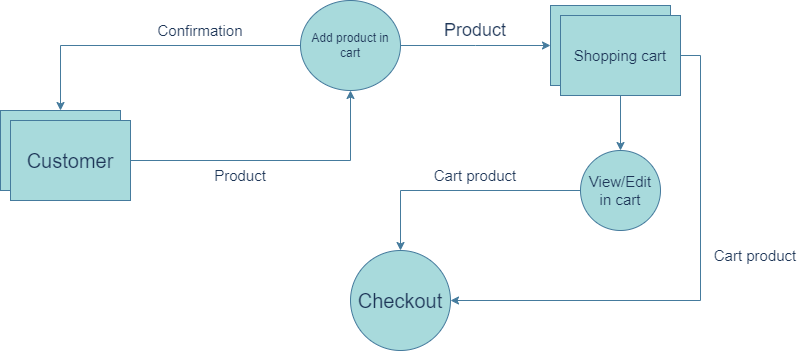 Confirmation
Add product in
cart
Product
Shopping cart
Customer
Product
View/Edit
in cart
Cart product
Cart product
Checkout